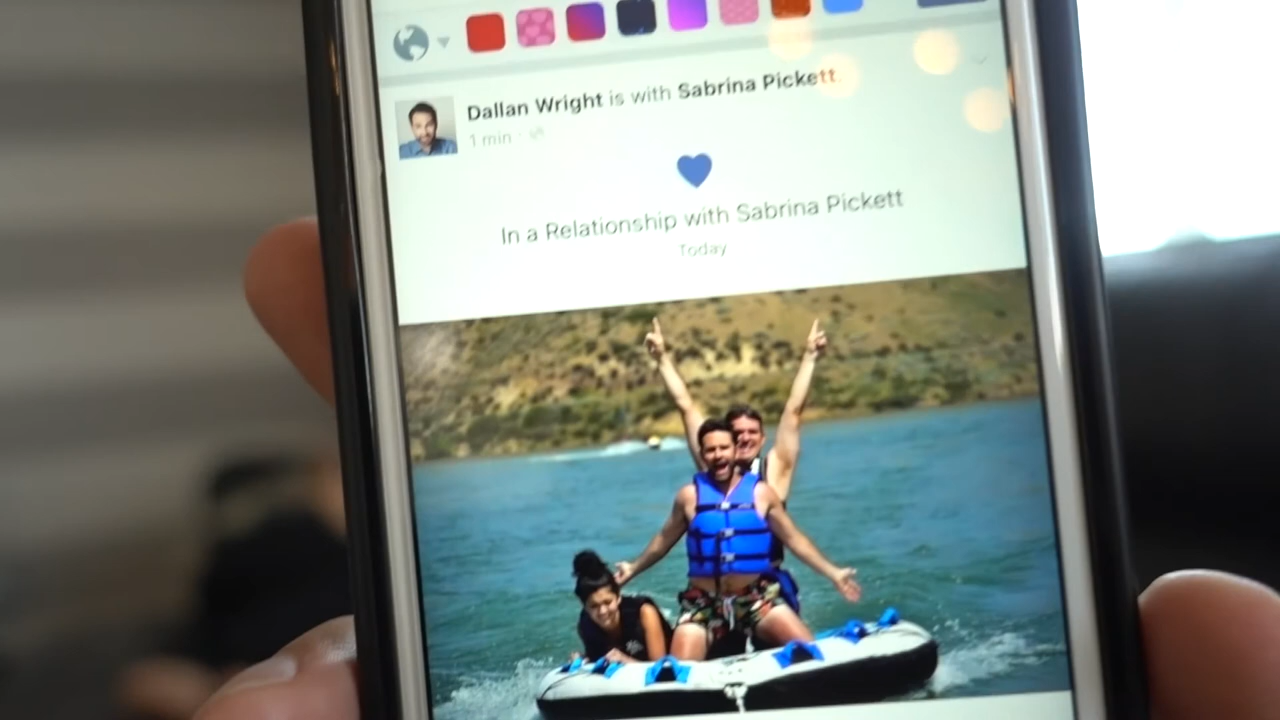 Dallan Wright is with Sabrina Pickett.
1 min ·
In a Relationship with Sabrina Pickett
Today